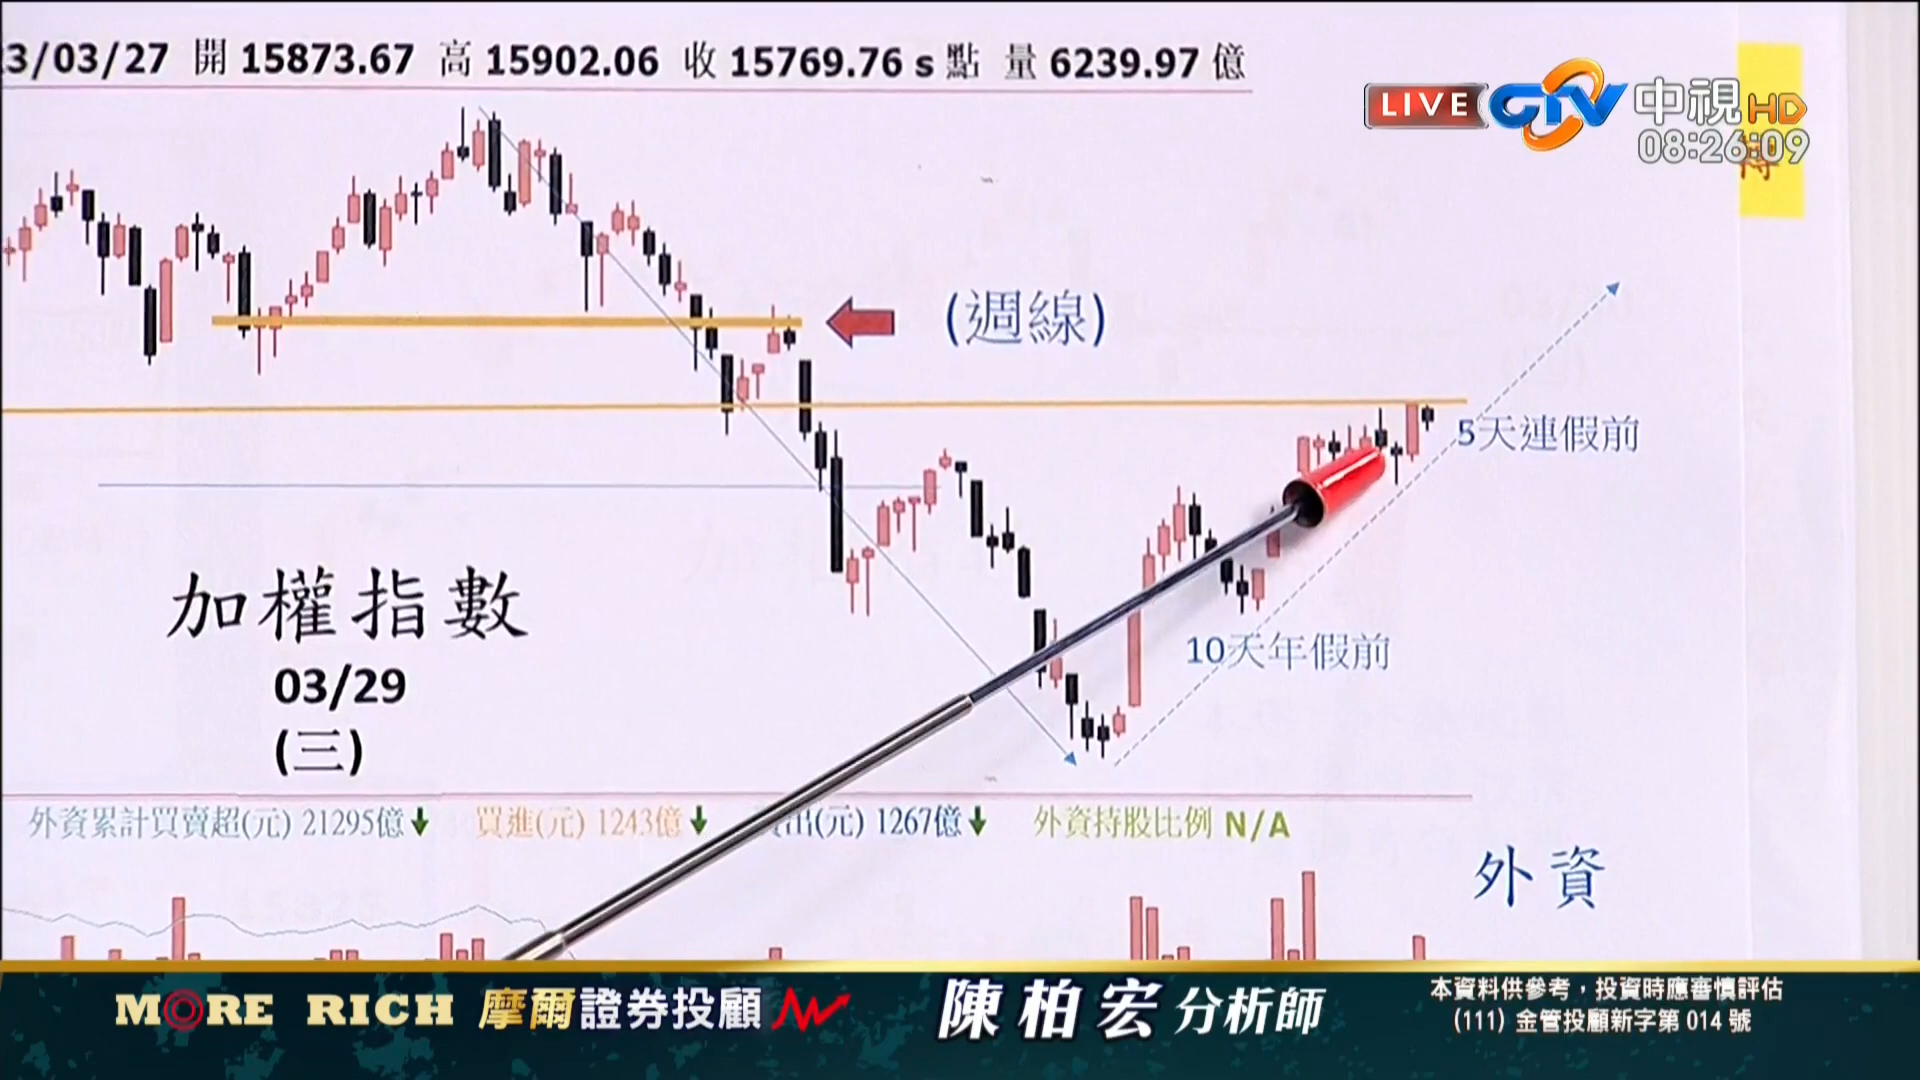 3/03/27 開 15873.67 高 15902.06 收 15769.76 s 點 量 6239.97 億
LIVE CTV 中視 HD
08:26:09
(週線)
5天連假前
10天年假前
加權指數
03/29
(三)
外資累計買賣超(元) 21295億 買進(元) 1243億 出(元) 1267億 外資持股比例 N/A
外資
MORE RICH 摩爾證券投顧 陳柏宏 分析師
本資料供參考，投資時應審慎評估
(111) 金管投顧新字第 014 號